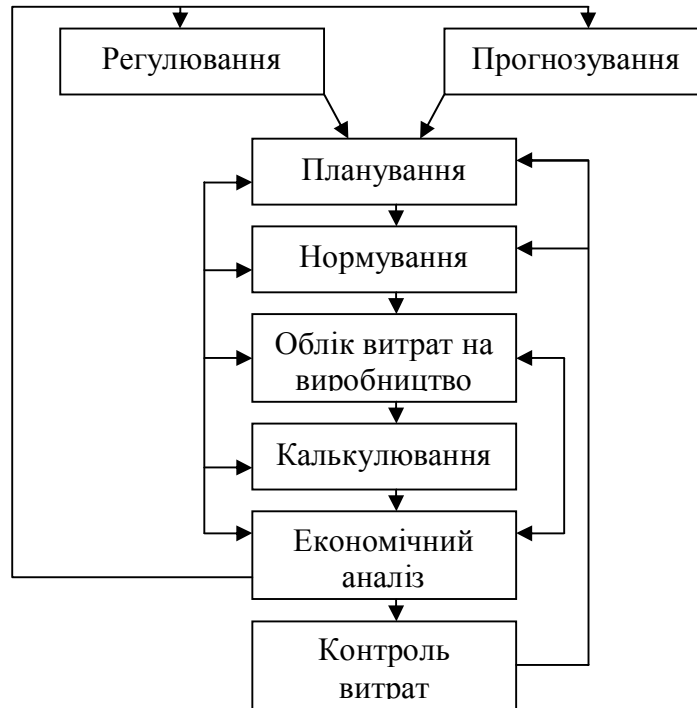 Регулювання
Прогнозування
Планування
Нормування
Облік витрат на
виробництво
Калькулювання
Економічний
аналіз
Контроль
витрат